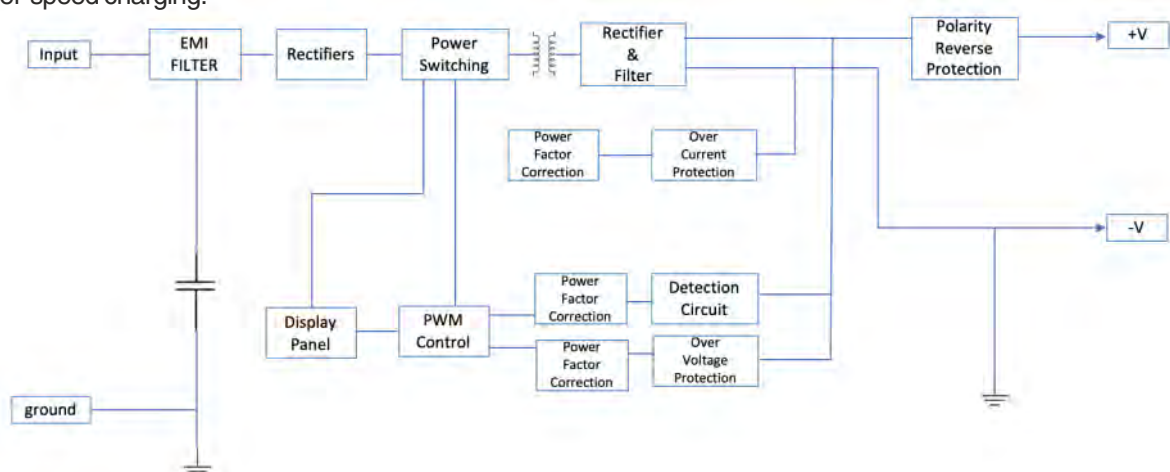 or speed charging.
Input
EMI
FILTER
Rectifiers
Power
Switching
Rectifier
&
Filter
Polarity
Reverse
Protection
+V
Power
Factor
Correction
Over
Current
Protection
-V
Power
Factor
Correction
Detection
Circuit
Display
Panel
PWM
Control
Power
Factor
Correction
Over
Voltage
Protection
ground